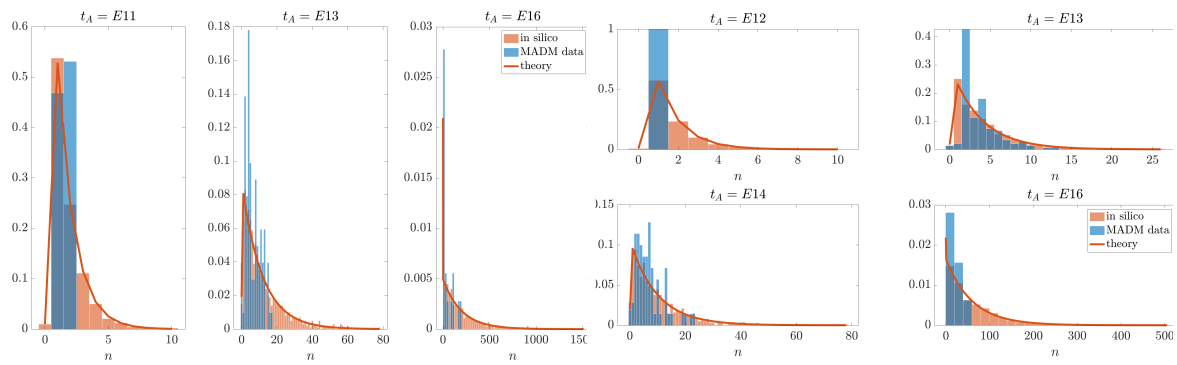 t_A = E11
0.6
0.5
0.4
0.3
0.2
0.1
0
0 5 10
n
t_A = E13
0.18
0.16
0.14
0.12
0.1
0.08
0.06
0.04
0.02
0
0 20 40 60 80
n
t_A = E16
0.03
0.025
0.02
0.015
0.01
0.005
0
0 500 1000
n
in silico
MADM data
theory
t_A = E12
1
0.5
0
0 2 4 6 8 10
n
t_A = E13
0.4
0.3
0.2
0.1
0
0 5 10 15 20 25
n
t_A = E14
0.15
0.1
0.05
0
0 20 40 60 80
n
t_A = E16
0.03
0.02
0.01
0
0 100 200 300 400 500
n
in silico
MADM data
theory